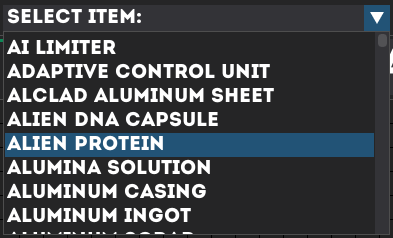 SELECT ITEM:
AI LIMITER
ADAPTIVE CONTROL UNIT
ALCLAD ALUMINUM SHEET
ALIEN DNA CAPSULE
ALIEN PROTEIN
ALUMINA SOLUTION
ALUMINUM CASING
ALUMINUM INGOT